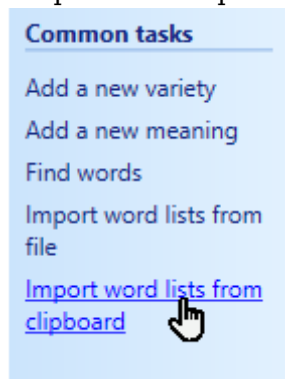 Common tasks
Add a new variety
Add a new meaning
Find words
Import word lists from
file
Import word lists from
clipboard